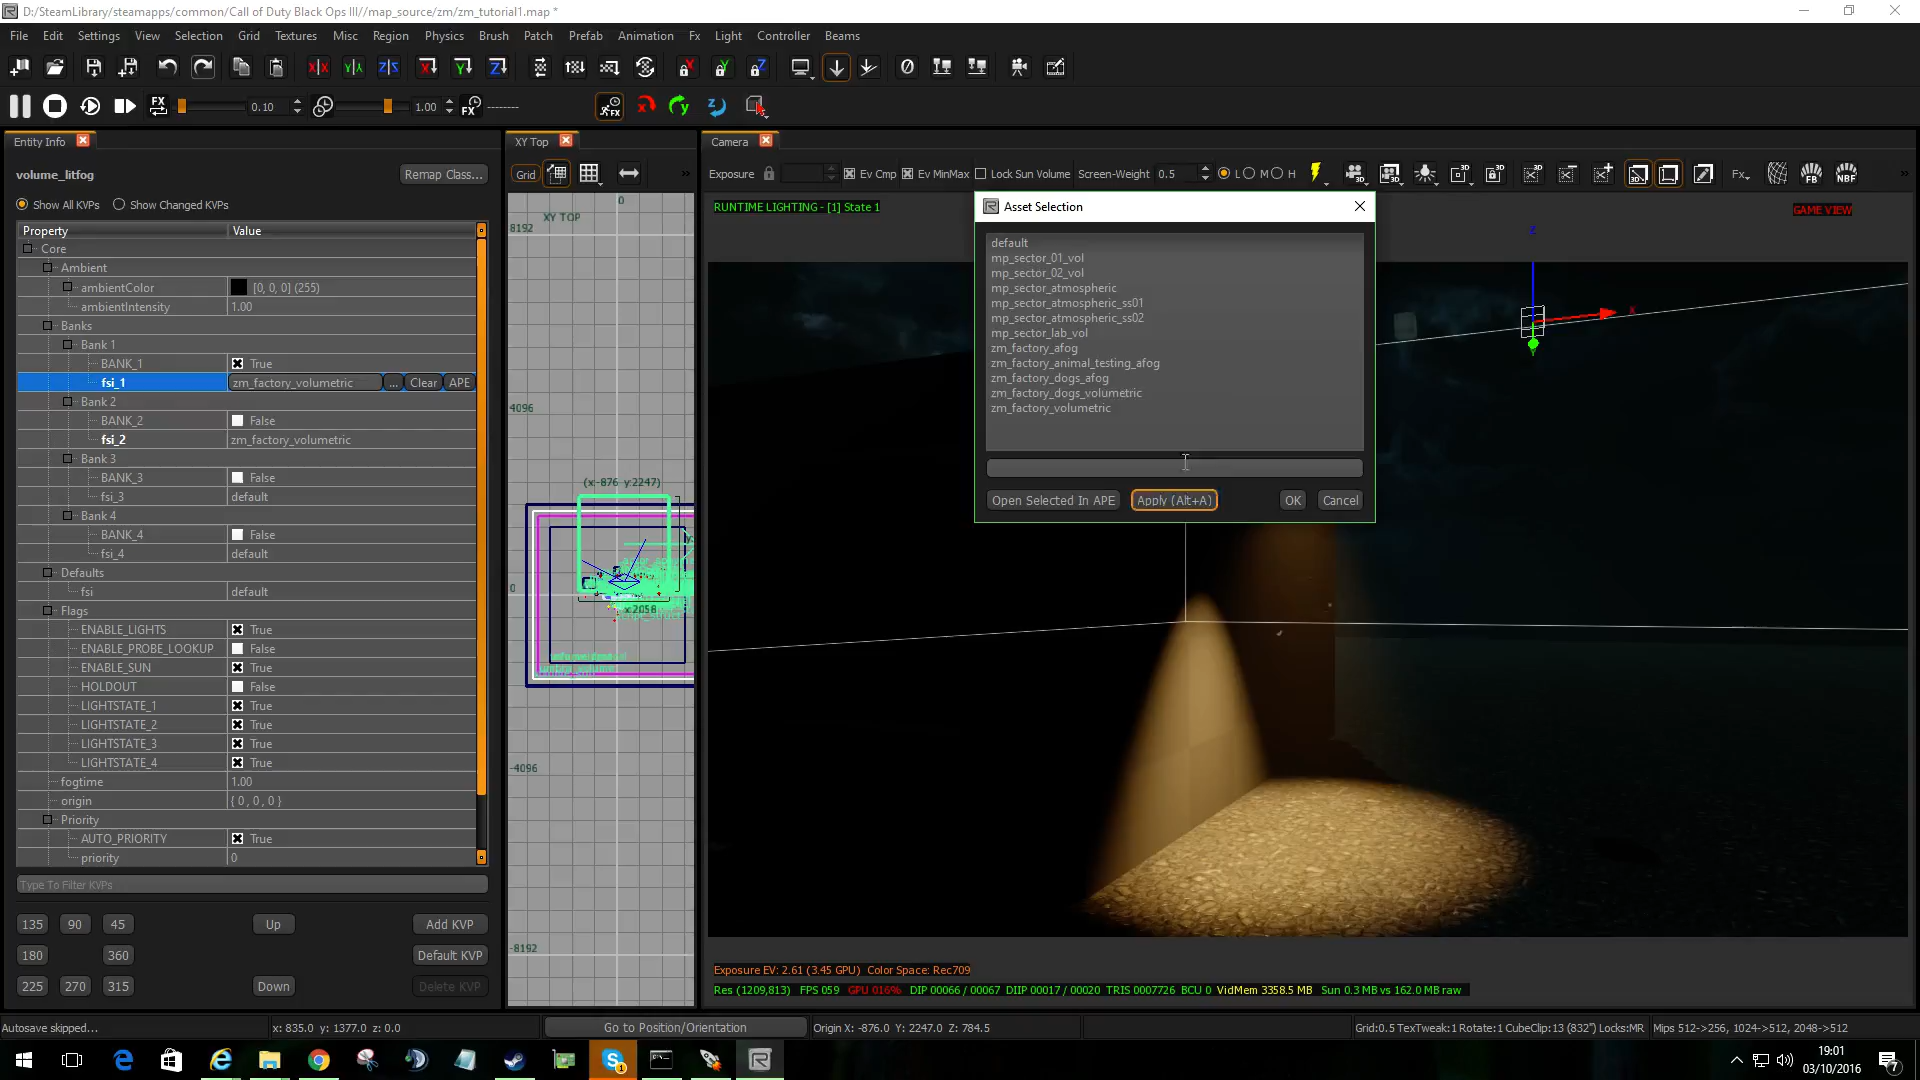 D:/SteamLibrary/steamapps/common/Call of Duty Black Ops III//map_source/zm/zm_tutorial1.map *
File Edit Settings View Selection Grid Textures Misc Region Physics Brush Patch Prefab Animation Fx Light Controller Beams
FX 0.10 1.00 FX --------
Entity Info
XY Top
Camera
volume_litfog
Remap Class...
Grid
Exposure Ev Cmp Ev MinMax Lock Sun Volume Screen-Weight 0.5 L M H Fx FB NBF
Show All KVPs Show Changed KVPs
XY TOP 0
RUNTIME LIGHTING - [1] State 1
GAME VIEW
Property Value
Core
Ambient
ambientColor [0, 0, 0] (255)
ambientIntensity 1.00
Banks
Bank 1
BANK_1 True
fsi_1 zm_factory_volumetric ... Clear APE
Bank 2
BANK_2 False
fsi_2 zm_factory_volumetric
Bank 3
BANK_3 False
fsi_3 default
Bank 4
BANK_4 False
fsi_4 default
Defaults
fsi default
Flags
ENABLE_LIGHTS True
ENABLE_PROBE_LOOKUP False
ENABLE_SUN True
HOLDOUT False
LIGHTSTATE_1 True
LIGHTSTATE_2 True
LIGHTSTATE_3 True
LIGHTSTATE_4 True
fogtime 1.00
origin { 0 , 0 , 0 }
Priority
AUTO_PRIORITY True
priority 0
Type To Filter KVPs
135 90 45 Up Add KVP
180 360 Default KVP
225 270 315 Down Delete KVP
8192
4096
(x:-876 y:2247)
0
x:2058
-4096
-8192
Asset Selection
default
mp_sector_01_vol
mp_sector_02_vol
mp_sector_atmospheric
mp_sector_atmospheric_ss01
mp_sector_atmospheric_ss02
mp_sector_lab_vol
zm_factory_afog
zm_factory_animal_testing_afog
zm_factory_dogs_afog
zm_factory_dogs_volumetric
zm_factory_volumetric
Open Selected In APE Apply (Alt+A) OK Cancel
Z
X
Exposure EV: 2.61 (3.45 GPU) Color Space: Rec709
Res (1209,813) FPS 059 GPU 016% DIP 00066 / 00067 DIIP 00017 / 00020 TRIS 0007726 BCU 0 VidMem 3358.5 MB Sun 0.3 MB vs 162.0 MB raw
Autosave skipped... x: 835.0 y: 1377.0 z: 0.0 Go to Position/Orientation Origin X: -876.0 Y: 2247.0 Z: 784.5 Grid:0.5 TexTweak:1 Rotate:1 CubeClip:13 (832") Locks:MR Mips 512->256, 1024->512, 2048->512
19:01
03/10/2016